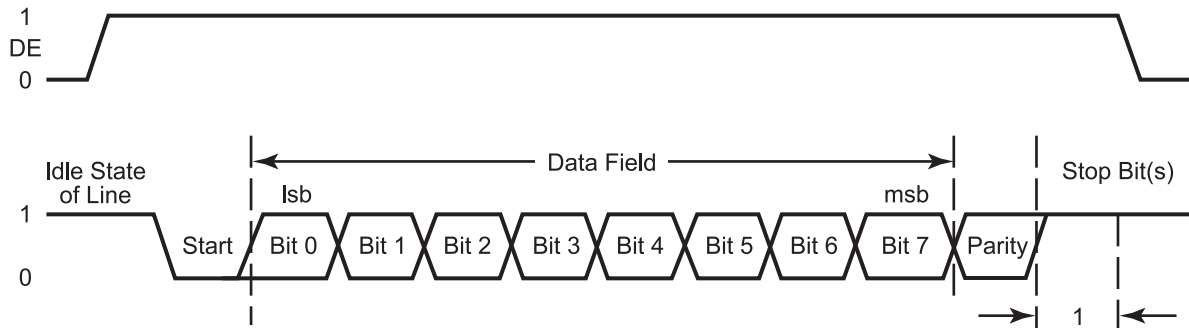 1
DE
0
Idle State
of Line
Data Field
Stop Bit(s)
lsb
msb
1
Start
Bit 0
Bit 1
Bit 2
Bit 3
Bit 4
Bit 5
Bit 6
Bit 7
Parity
0
1